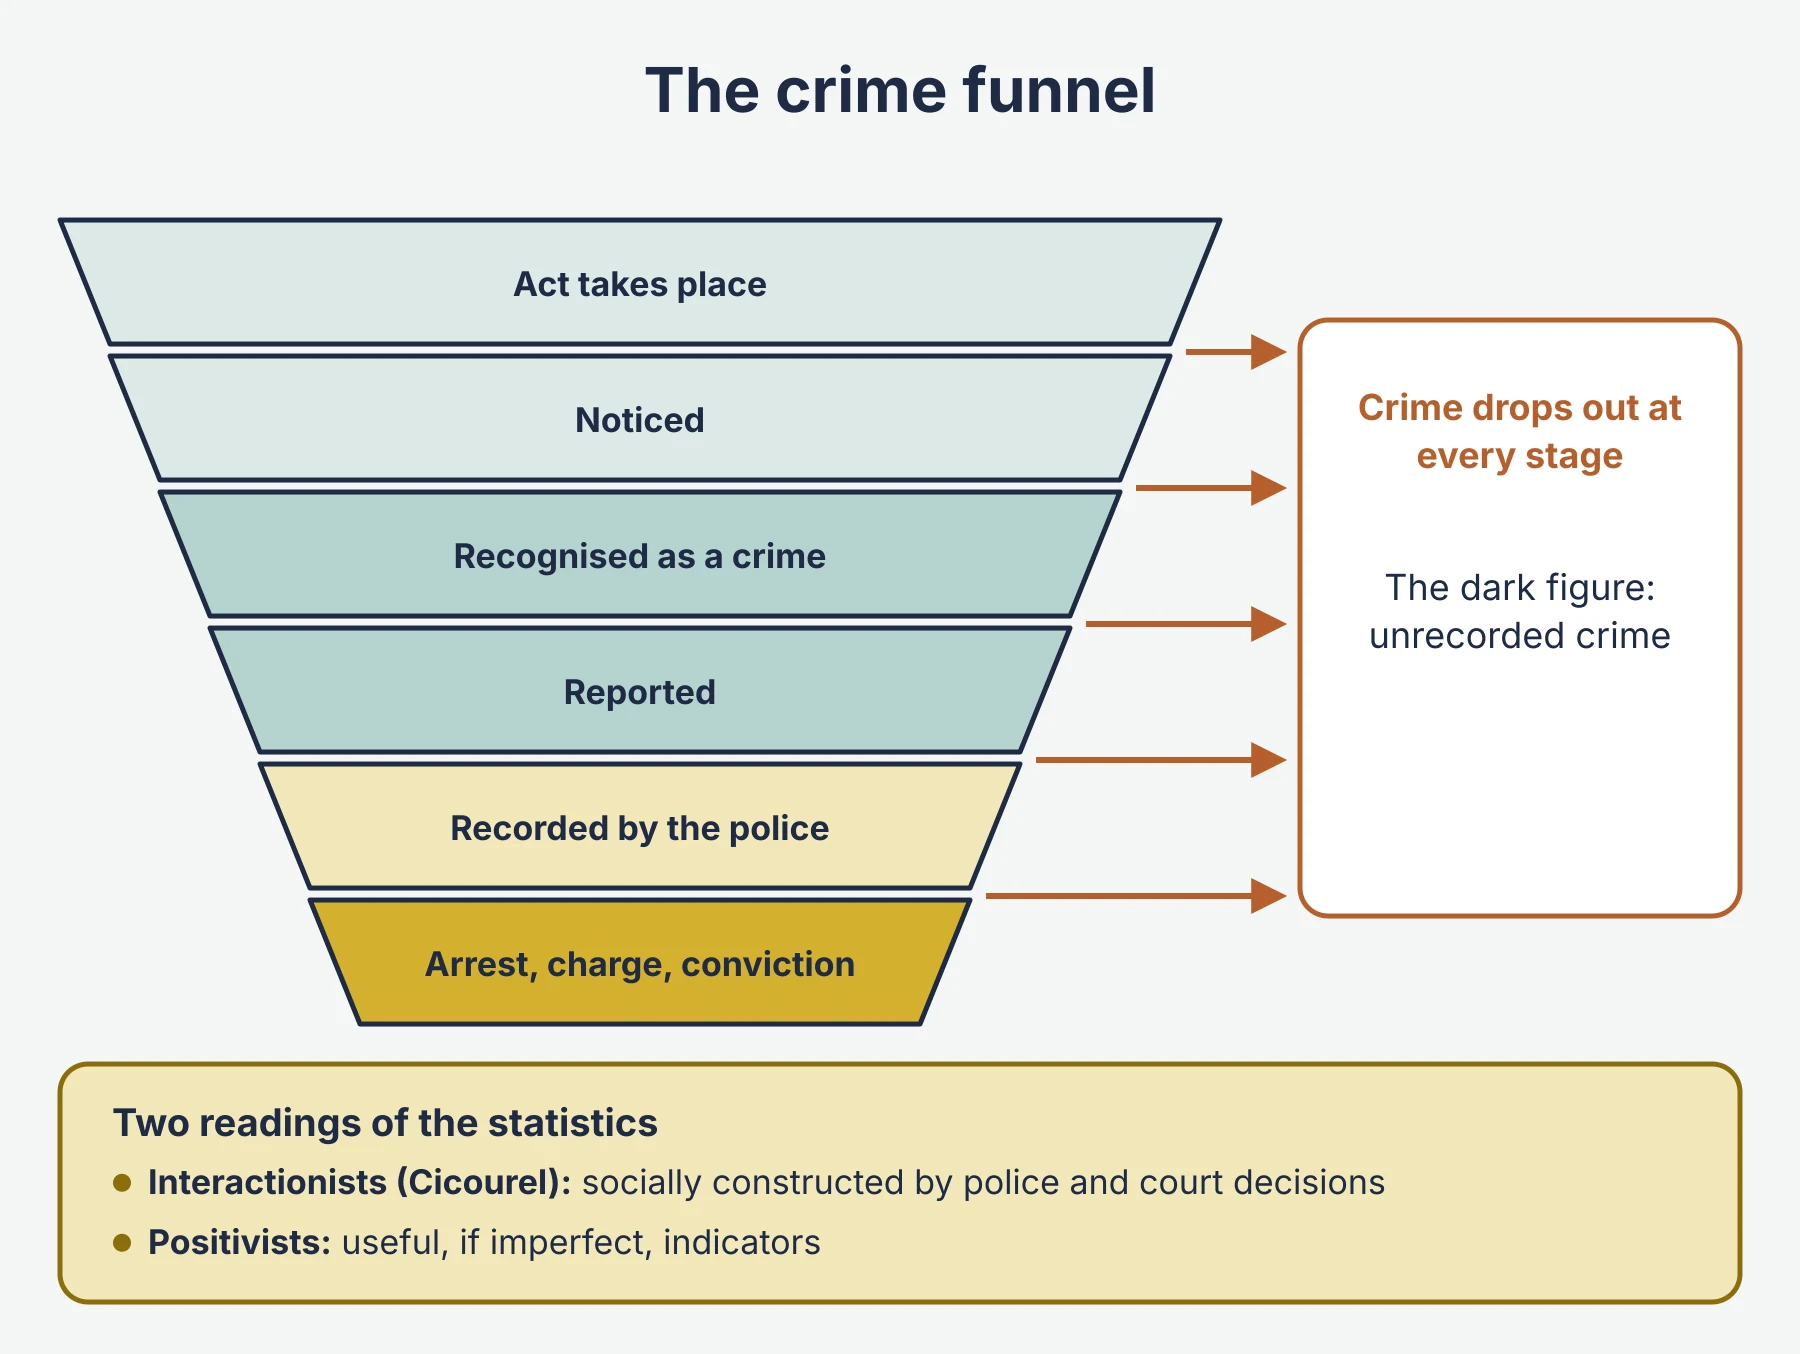 The crime funnel
Act takes place
Noticed
Recognised as a crime
Reported
Recorded by the police
Arrest, charge, conviction
Crime drops out at
every stage
The dark figure:
unrecorded crime
Two readings of the statistics
Interactionists (Cicourel): socially constructed by police and court decisions
Positivists: useful, if imperfect, indicators